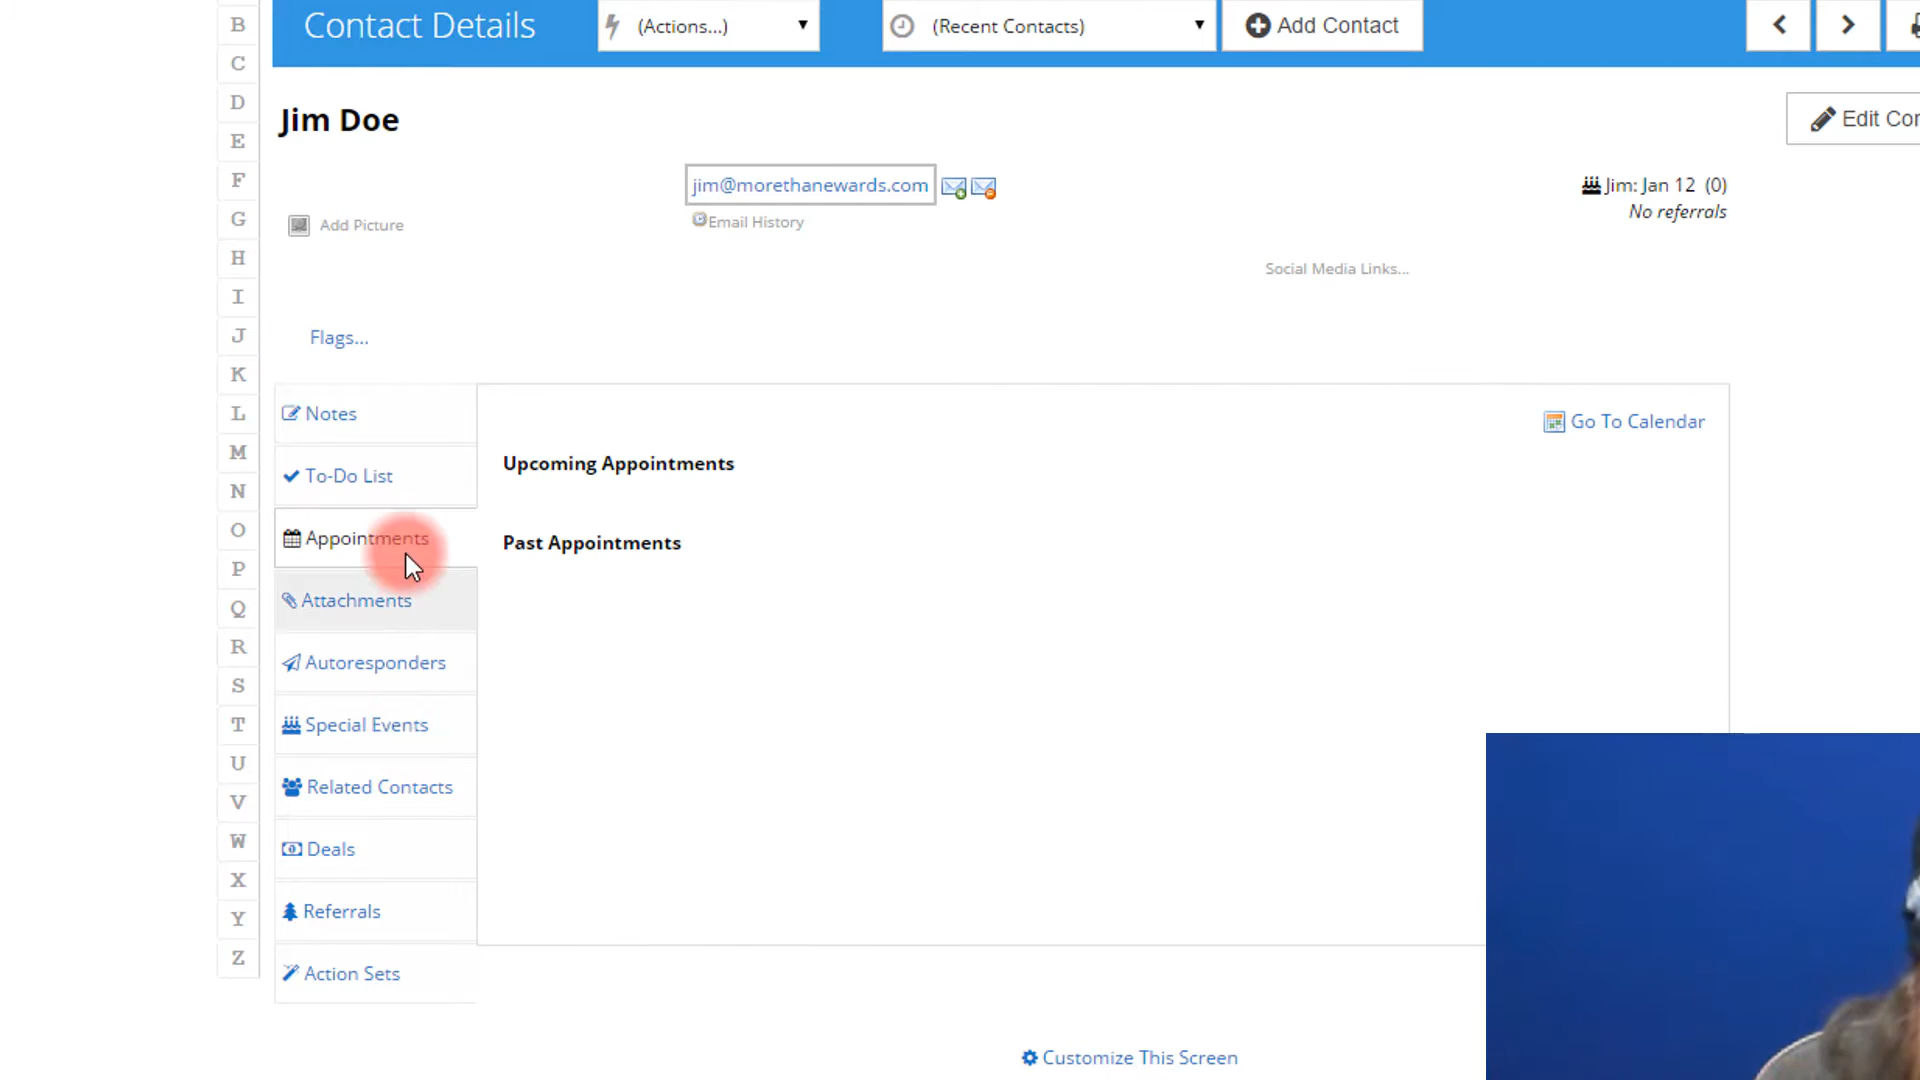 Contact Details
(Actions...)
(Recent Contacts)
Add Contact
B
C
D
E
F
G
H
I
J
K
L
M
N
O
P
Q
R
S
T
U
V
W
X
Y
Z
Jim Doe
Edit Con
jim@morethanewards.com
Jim: Jan 12 (0)
No referrals
Add Picture
Email History
Social Media Links...
Flags...
Notes
To-Do List
Appointments
Attachments
Autoresponders
Special Events
Related Contacts
Deals
Referrals
Action Sets
Go To Calendar
Upcoming Appointments
Past Appointments
Customize This Screen